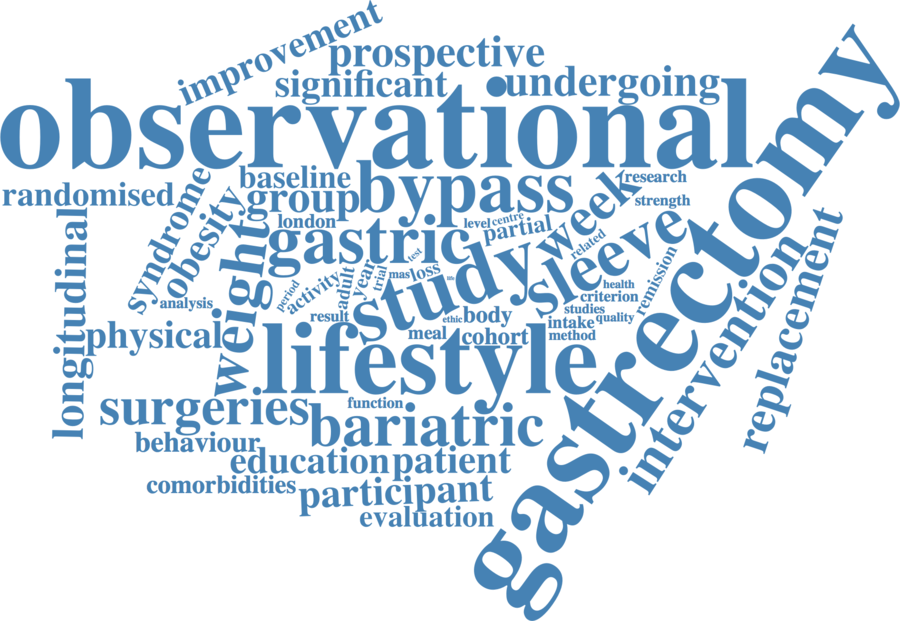 improvement
prospective
significant
undergoing
observational
gastrectomy
randomised
baseline
bypass
research
syndrome
obesity
group
week
strength
london
level
centre
partial
longitudinal
gastric
study
sleeve
related
replacement
weight
test
loss
mas
trial
year
adult
activity
period
remission
intervention
analysis
health
criterion
studies
quality
result
ethic
body
intake
method
physical
meal
cohort
lifestyle
surgeries
function
bariatric
behaviour
education
patient
comorbidities
participant
evaluation